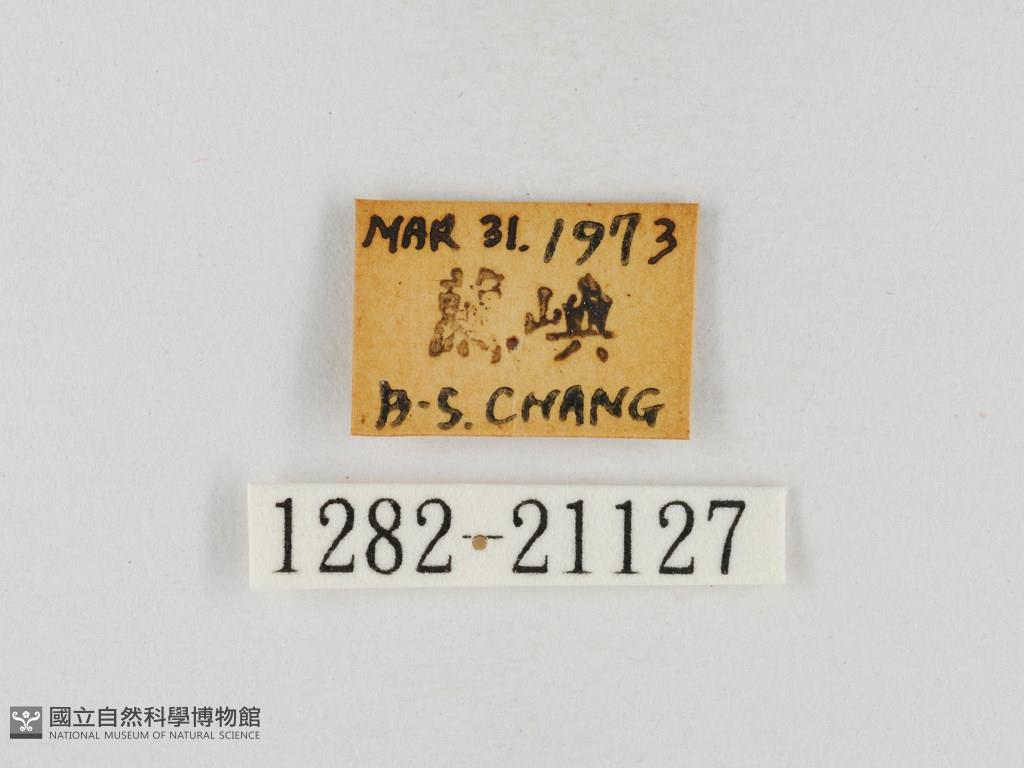 MAR 31. 1973
嶼
B-S. CHANG
1282-21127
國立自然科學博物館
NATIONAL MUSEUM OF NATURAL SCIENCE